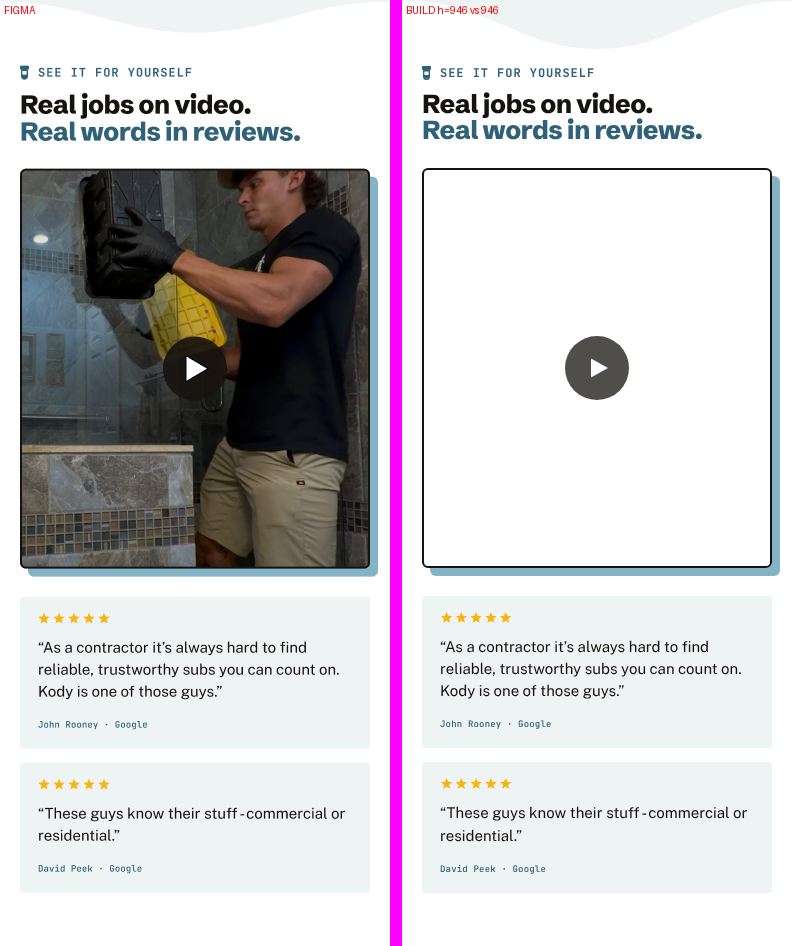 FIGMA
SEE IT FOR YOURSELF
Real jobs on video.
Real words in reviews.
“As a contractor it’s always hard to find
reliable, trustworthy subs you can count on.
Kody is one of those guys.”
John Rooney · Google
“These guys know their stuff - commercial or
residential.”
David Peek · Google
BUILD h=946 vs 946
SEE IT FOR YOURSELF
Real jobs on video.
Real words in reviews.
“As a contractor it’s always hard to find
reliable, trustworthy subs you can count on.
Kody is one of those guys.”
John Rooney · Google
“These guys know their stuff - commercial or
residential.”
David Peek · Google